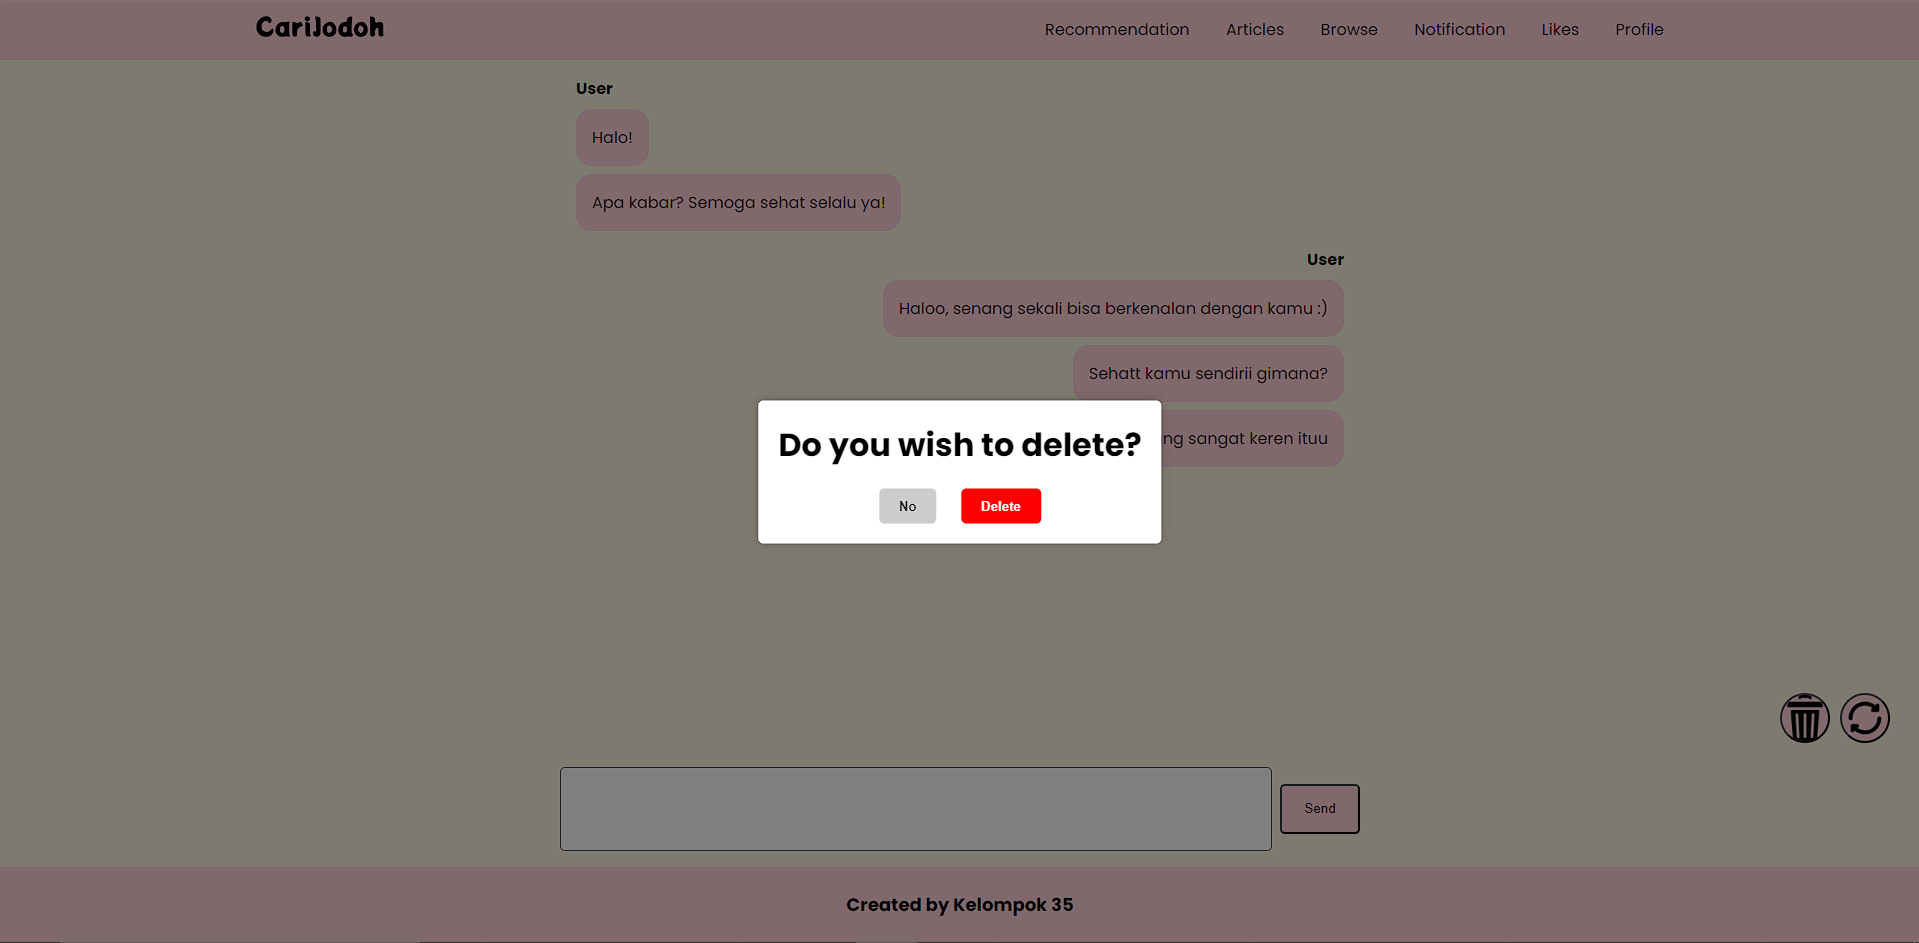 CariJodoh
Recommendation Articles Browse Notification Likes Profile
User
Halo!
Apa kabar? Semoga sehat selalu ya!
User
Haloo, senang sekali bisa berkenalan dengan kamu :)
Sehatt kamu sendirii gimana?
sangat keren ituu
Do you wish to delete?
No Delete
Send
Created by Kelompok 35